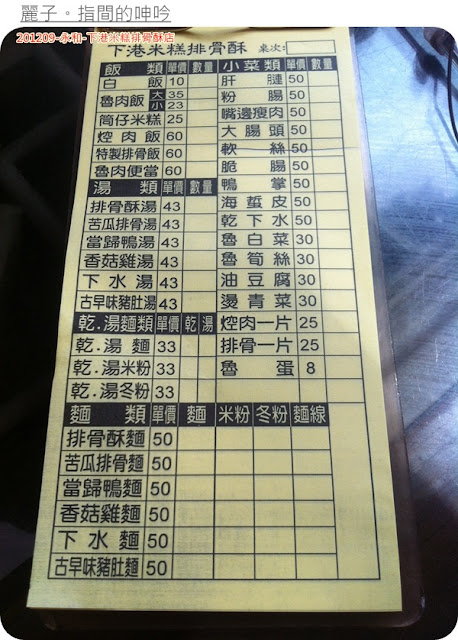 麗子。指間的呻吟
201209-永和-下港米糕排骨酥店
下港米糕排骨酥 桌次:
飯類 單價 數量 小菜類 單價 數量
白飯 10 肝腱 50
魯肉飯 大 35 粉腸 50
小 23 嘴邊瘦肉 50
筒仔米糕 25 大腸頭 50
焢肉飯 60 軟絲 50
特製排骨飯 60 脆腸 50
魯肉便當 60 鴨掌 50
湯類 單價 數量 海蜇皮 50
排骨酥湯 43 乾下水 50
苦瓜排骨湯 43 魯白菜 30
當歸鴨湯 43 魯筍絲 30
香菇雞湯 43 油豆腐 30
下水湯 43 燙青菜 30
古早味豬肚湯 43
乾.湯麵類 單價 乾 湯 焢肉一片 25
乾.湯麵 33 排骨一片 25
乾.湯米粉 33 魯蛋 8
乾.湯冬粉 33
麵類 單價 麵 米粉 冬粉 麵線
排骨酥麵 50
苦瓜排骨麵 50
當歸鴨麵 50
香菇雞麵 50
下水麵 50
古早味豬肚麵 50